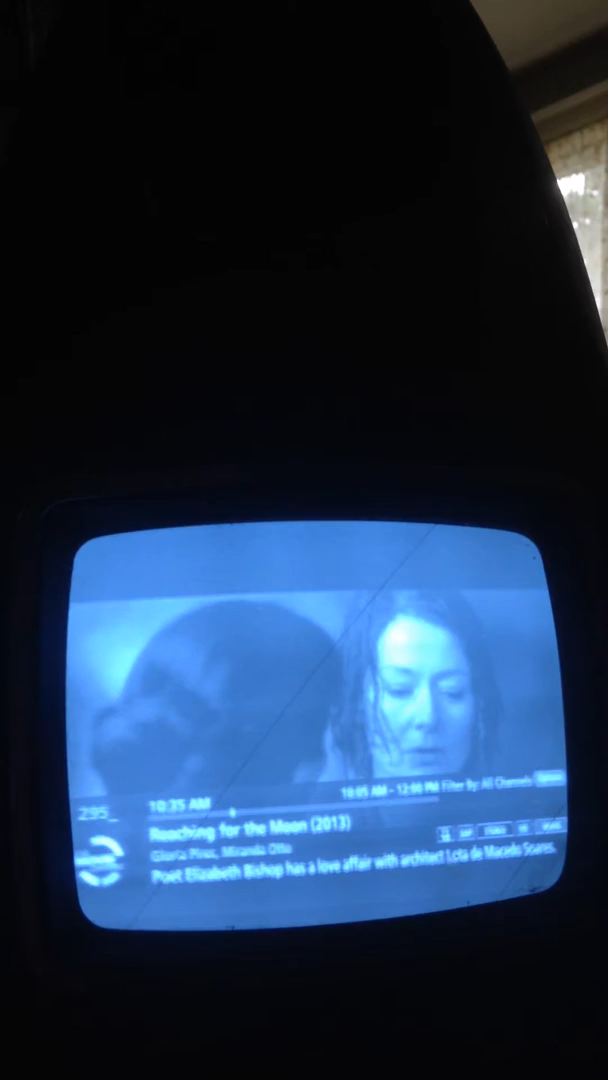 10:05 AM - 12:00 PM Filter By: All Channels
295_ 10:35 AM
Reaching for the Moon (2013)
Gloria Pires, Miranda Otto
Poet Elizabeth Bishop has a love affair with architect Lota de Macedo Soares.